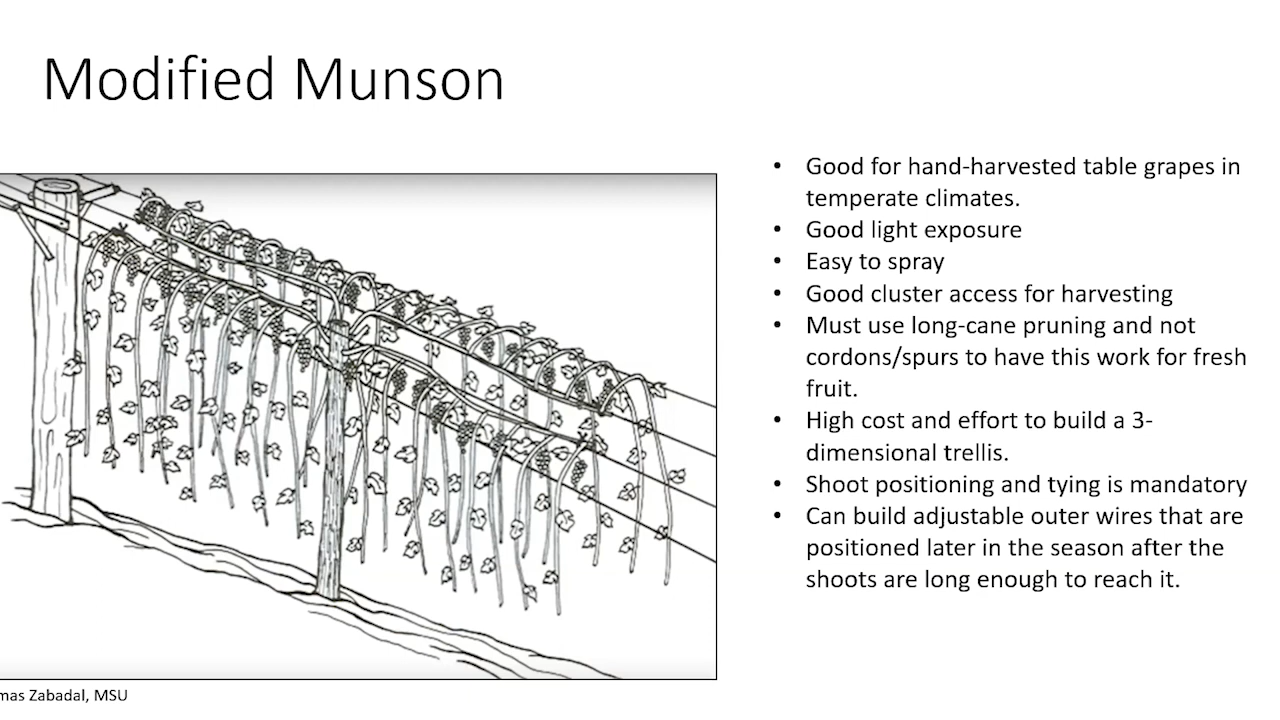 Modified Munson
• Good for hand-harvested table grapes in
temperate climates.
• Good light exposure
• Easy to spray
• Good cluster access for harvesting
• Must use long-cane pruning and not
cordons/spurs to have this work for fresh
fruit.
• High cost and effort to build a 3-
dimensional trellis.
• Shoot positioning and tying is mandatory
• Can build adjustable outer wires that are
positioned later in the season after the
shoots are long enough to reach it.
mas Zabadal, MSU